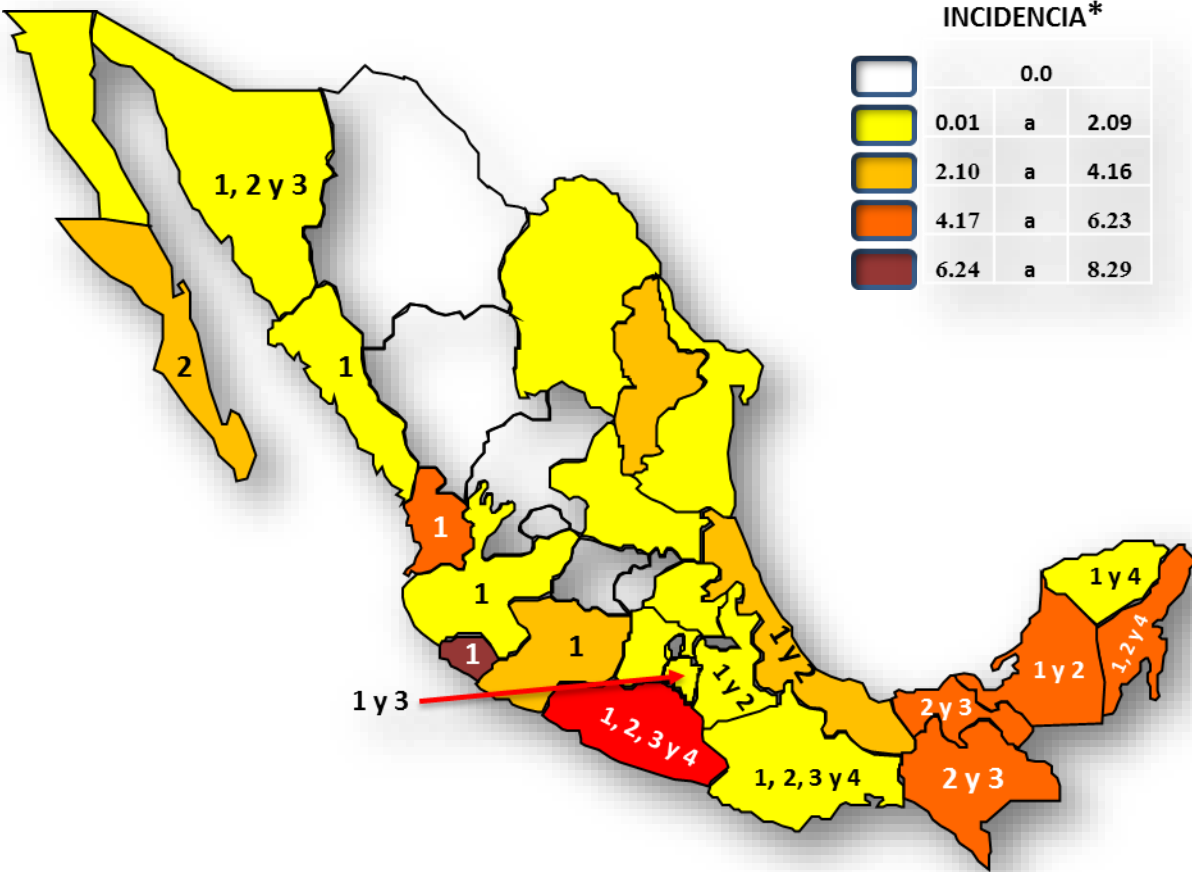 INCIDENCIA*
0.0
0.01 a 2.09
2.10 a 4.16
4.17 a 6.23
6.24 a 8.29
1, 2 y 3
2
1
1
1
1
1
1 y 3
1, 2, 3 y 4
1 y 2
1 y 2
1, 2, 3 y 4
2 y 3
2 y 3
1 y 2
1 y 4
1, 2 y 4